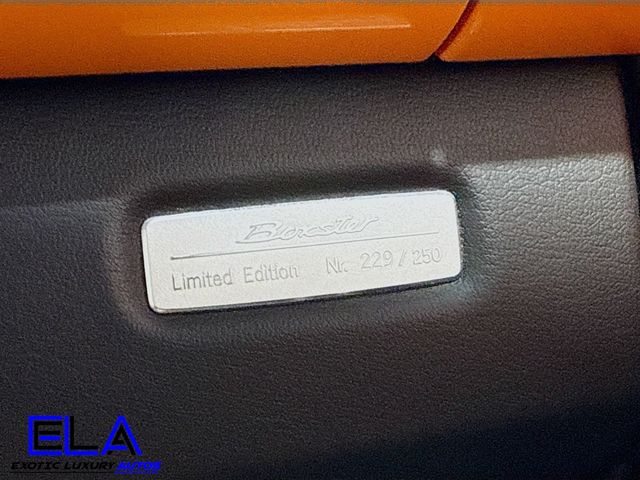 Boxster
Limited Edition Nr. 229 / 250
ELA
EXOTIC LUXURY AUTOS